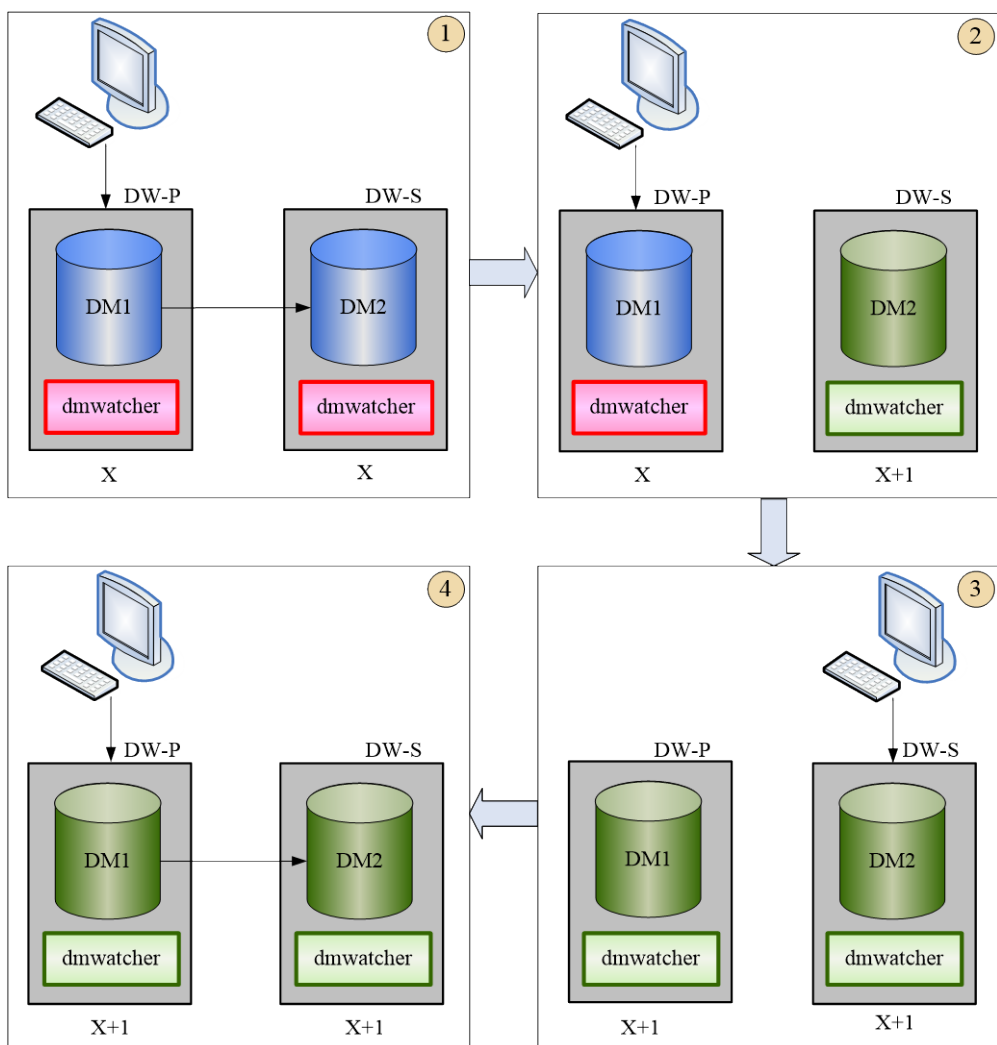 1
DW-P
DW-S
DM1
DM2
dmwatcher
dmwatcher
X
X
2
DW-P
DW-S
DM1
DM2
dmwatcher
dmwatcher
X
X+1
3
DW-P
DW-S
DM1
DM2
dmwatcher
dmwatcher
X+1
X+1
4
DW-P
DW-S
DM1
DM2
dmwatcher
dmwatcher
X+1
X+1